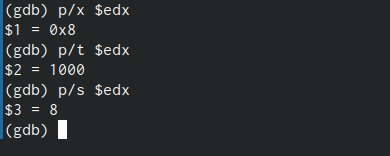 (gdb) p/x $edx
$1 = 0x8
(gdb) p/t $edx
$2 = 1000
(gdb) p/s $edx
$3 = 8
(gdb)